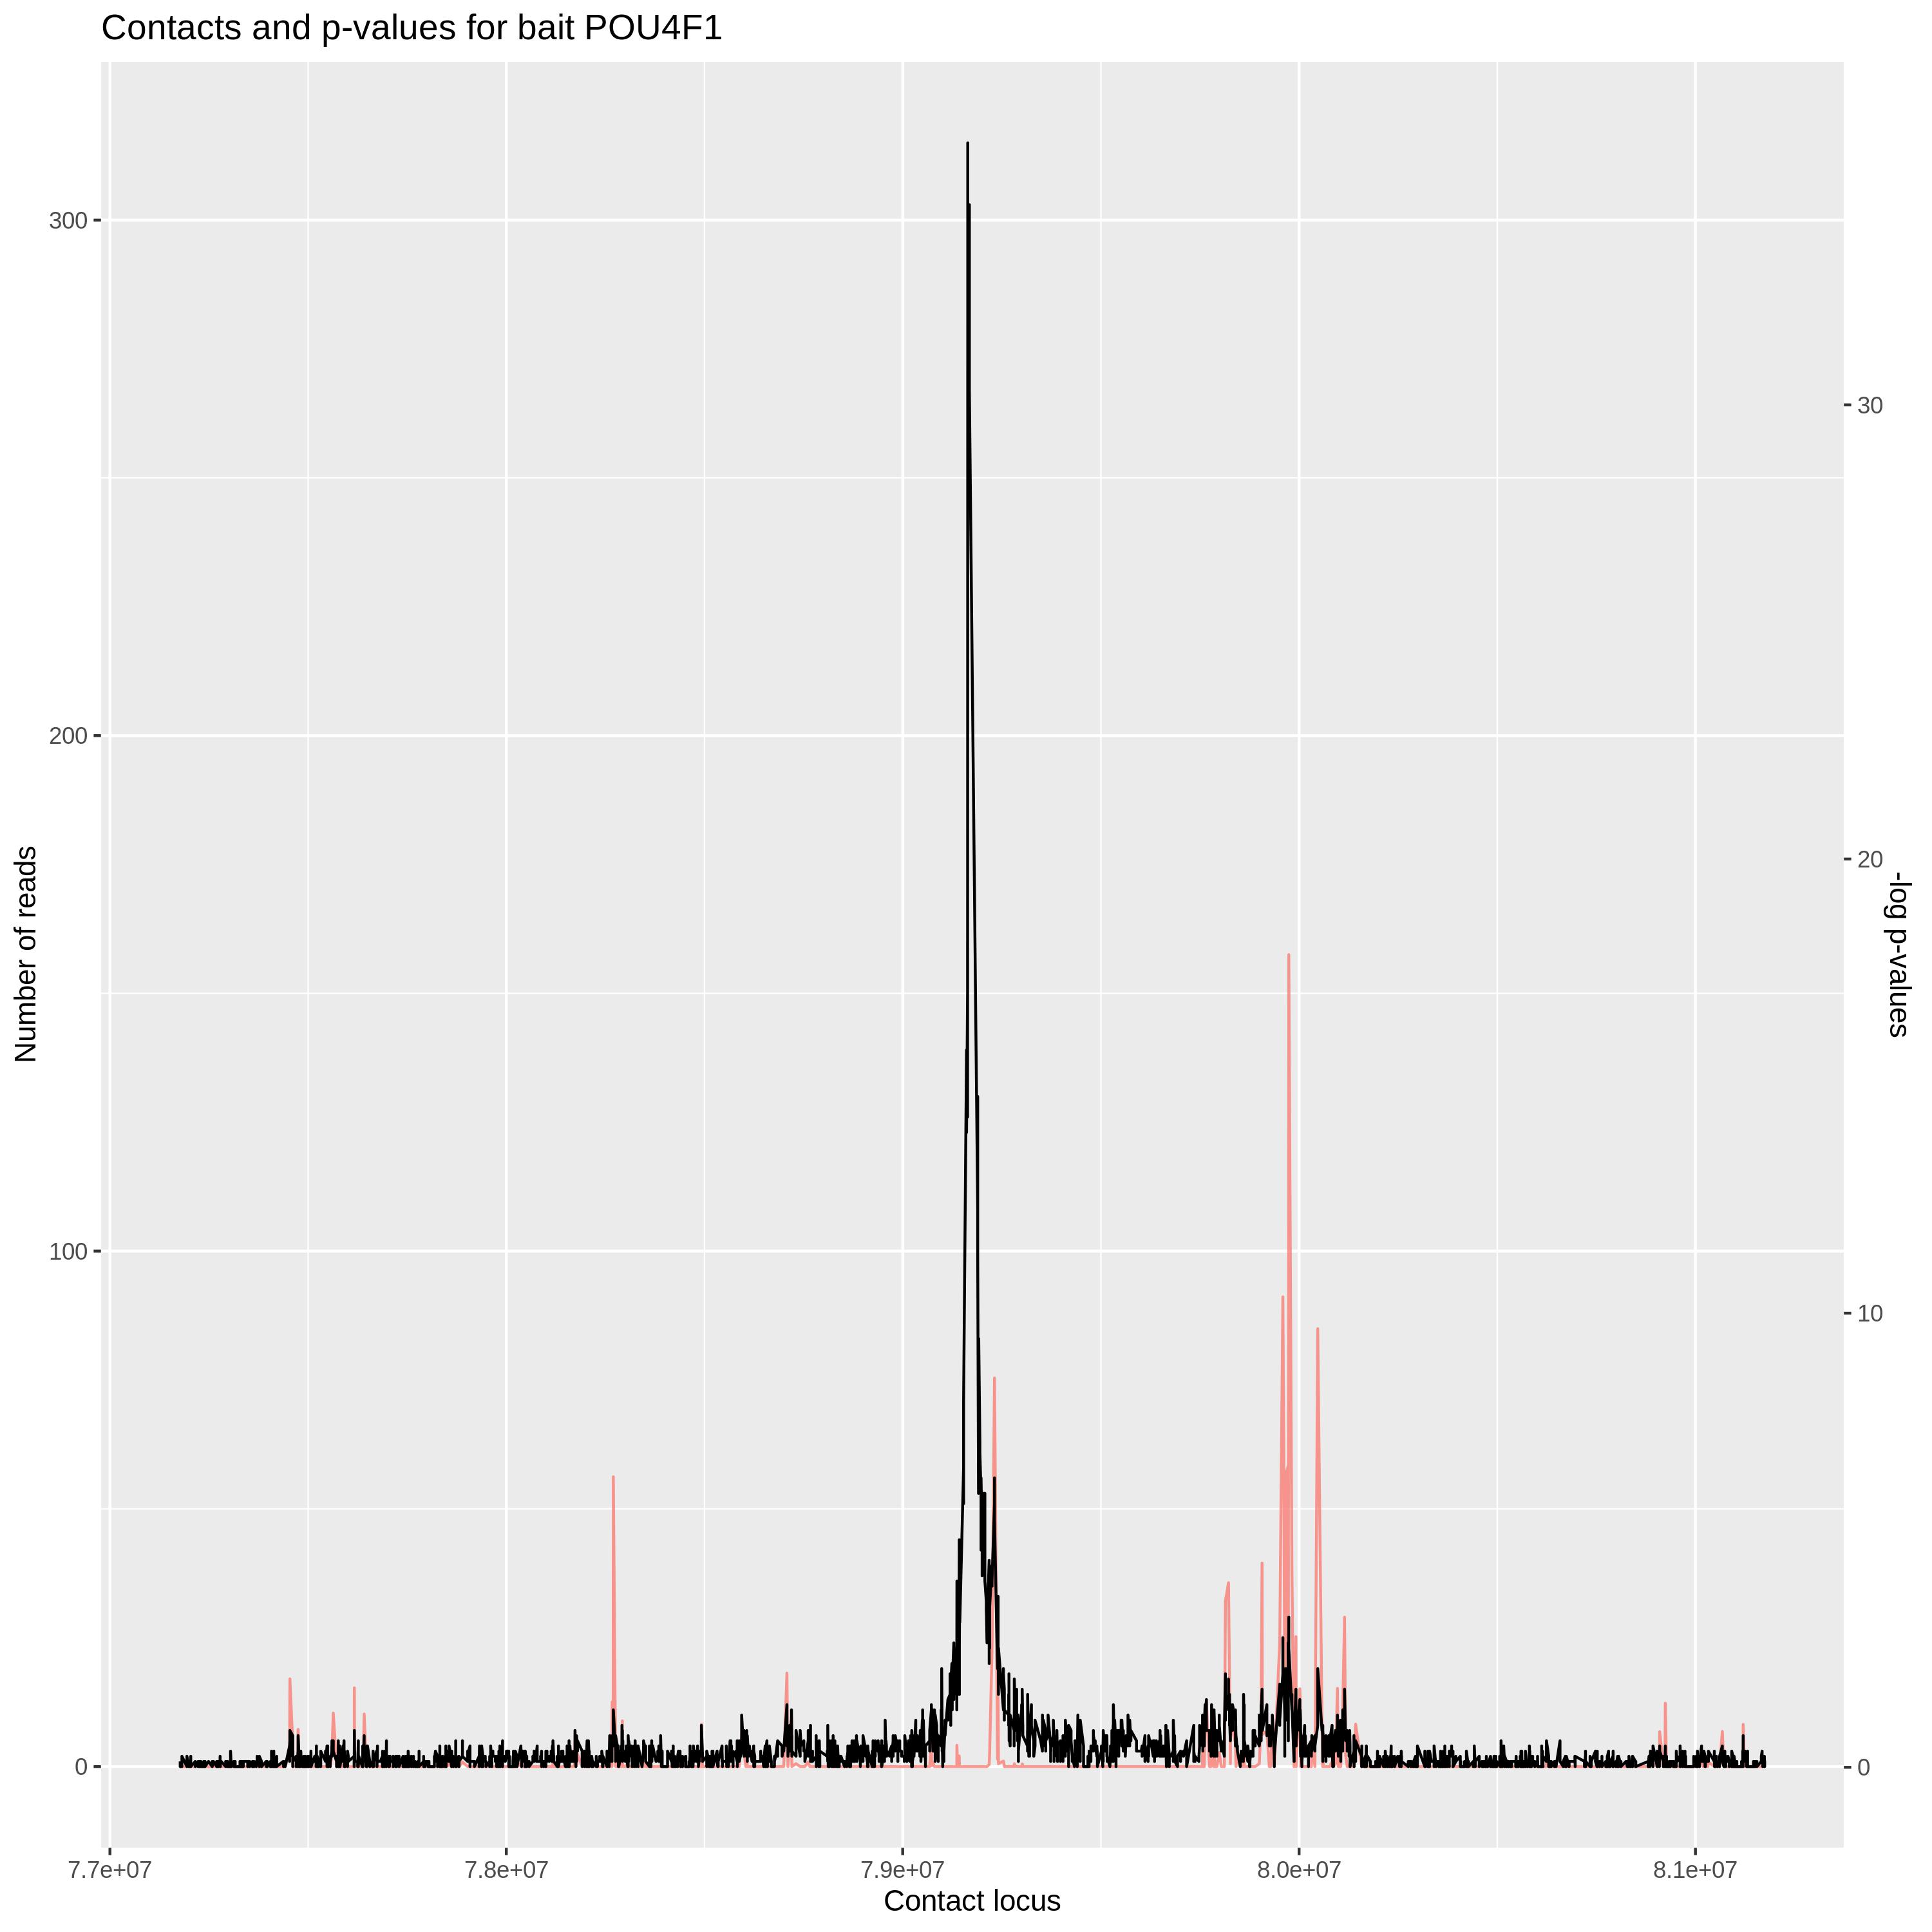 Contacts and p-values for bait POU4F1
300
200
100
0
Number of reads
30
20
10
0
-log p-values
7.7e+07
7.8e+07
7.9e+07
8.0e+07
8.1e+07
Contact locus